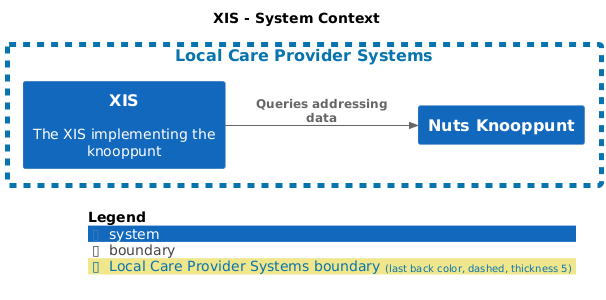 XIS - System Context
Local Care Provider Systems
XIS
The XIS implementing the
knooppunt
Queries addressing
data
Nuts Knooppunt
Legend
system
boundary
Local Care Provider Systems boundary (last back color, dashed, thickness 5)